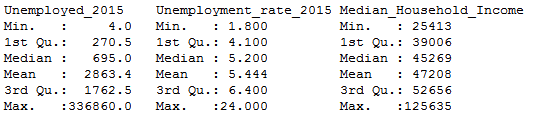 Unemployed_2015 Unemployment_rate_2015 Median_Household_Income
Min.   :     4.0 Min.   : 1.800 Min.   : 25413
1st Qu.:   270.5 1st Qu.: 4.100 1st Qu.: 39006
Median :   695.0 Median : 5.200 Median : 45269
Mean   :  2863.4 Mean   : 5.444 Mean   : 47208
3rd Qu.:  1762.5 3rd Qu.: 6.400 3rd Qu.: 52656
Max.   :336860.0 Max.   :24.000 Max.   :125635